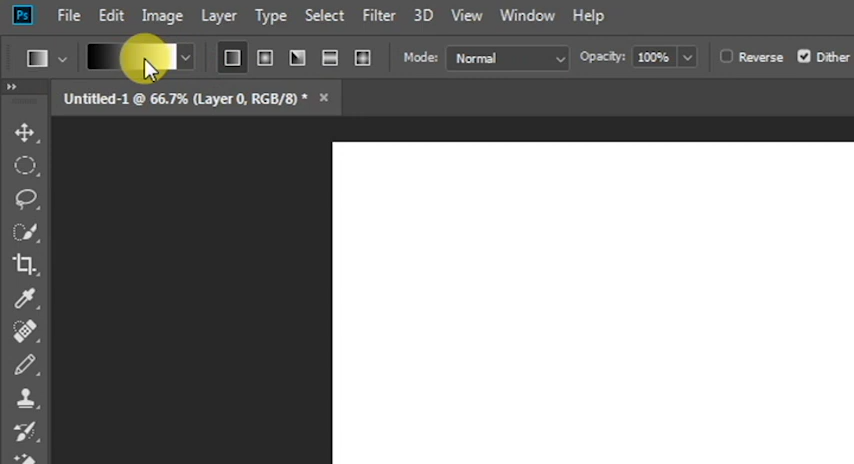 Ps File Edit Image Layer Type Select Filter 3D View Window Help
Mode: Normal Opacity: 100% Reverse Dither
Untitled-1 @ 66.7% (Layer 0, RGB/8) * ×